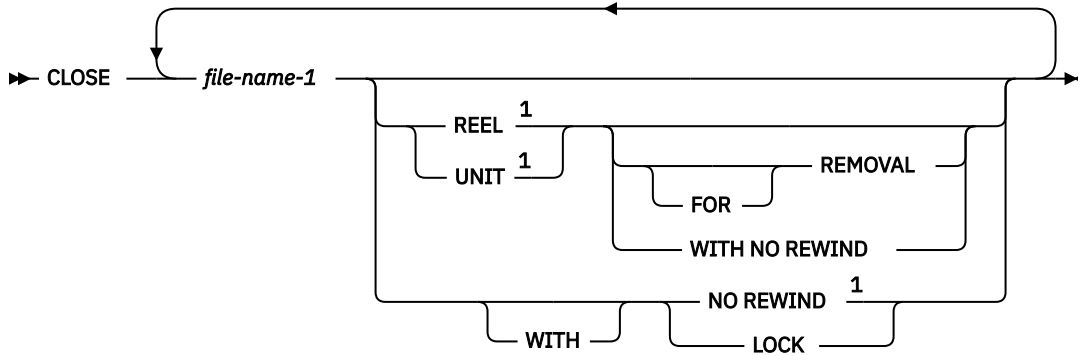 CLOSE file-name-1
REEL 1
UNIT 1
REMOVAL
FOR
WITH NO REWIND
NO REWIND 1
WITH
LOCK